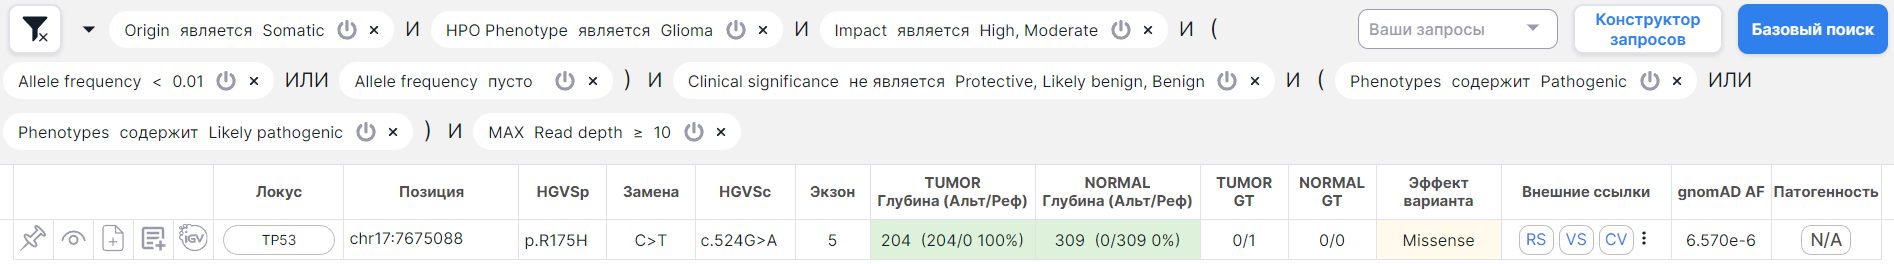 Origin является Somatic × И HPO Phenotype является Glioma × И Impact является High, Moderate × И ( Ваши запросы Конструктор запросов Базовый поиск
Allele frequency < 0.01 × ИЛИ Allele frequency пусто × ) И Clinical significance не является Protective, Likely benign, Benign × И ( Phenotypes содержит Pathogenic × ИЛИ
Phenotypes содержит Likely pathogenic × ) И MAX Read depth ≥ 10 ×
Локус Позиция HGVSp Замена HGVSc Экзон TUMOR Глубина (Альт/Реф) NORMAL Глубина (Альт/Реф) TUMOR GT NORMAL GT Эффект варианта Внешние ссылки gnomAD AF Патогенность
IGV TP53 chr17:7675088 p.R175H C>T c.524G>A 5 204 (204/0 100%) 309 (0/309 0%) 0/1 0/0 Missense RS VS CV 6.570e-6 N/A